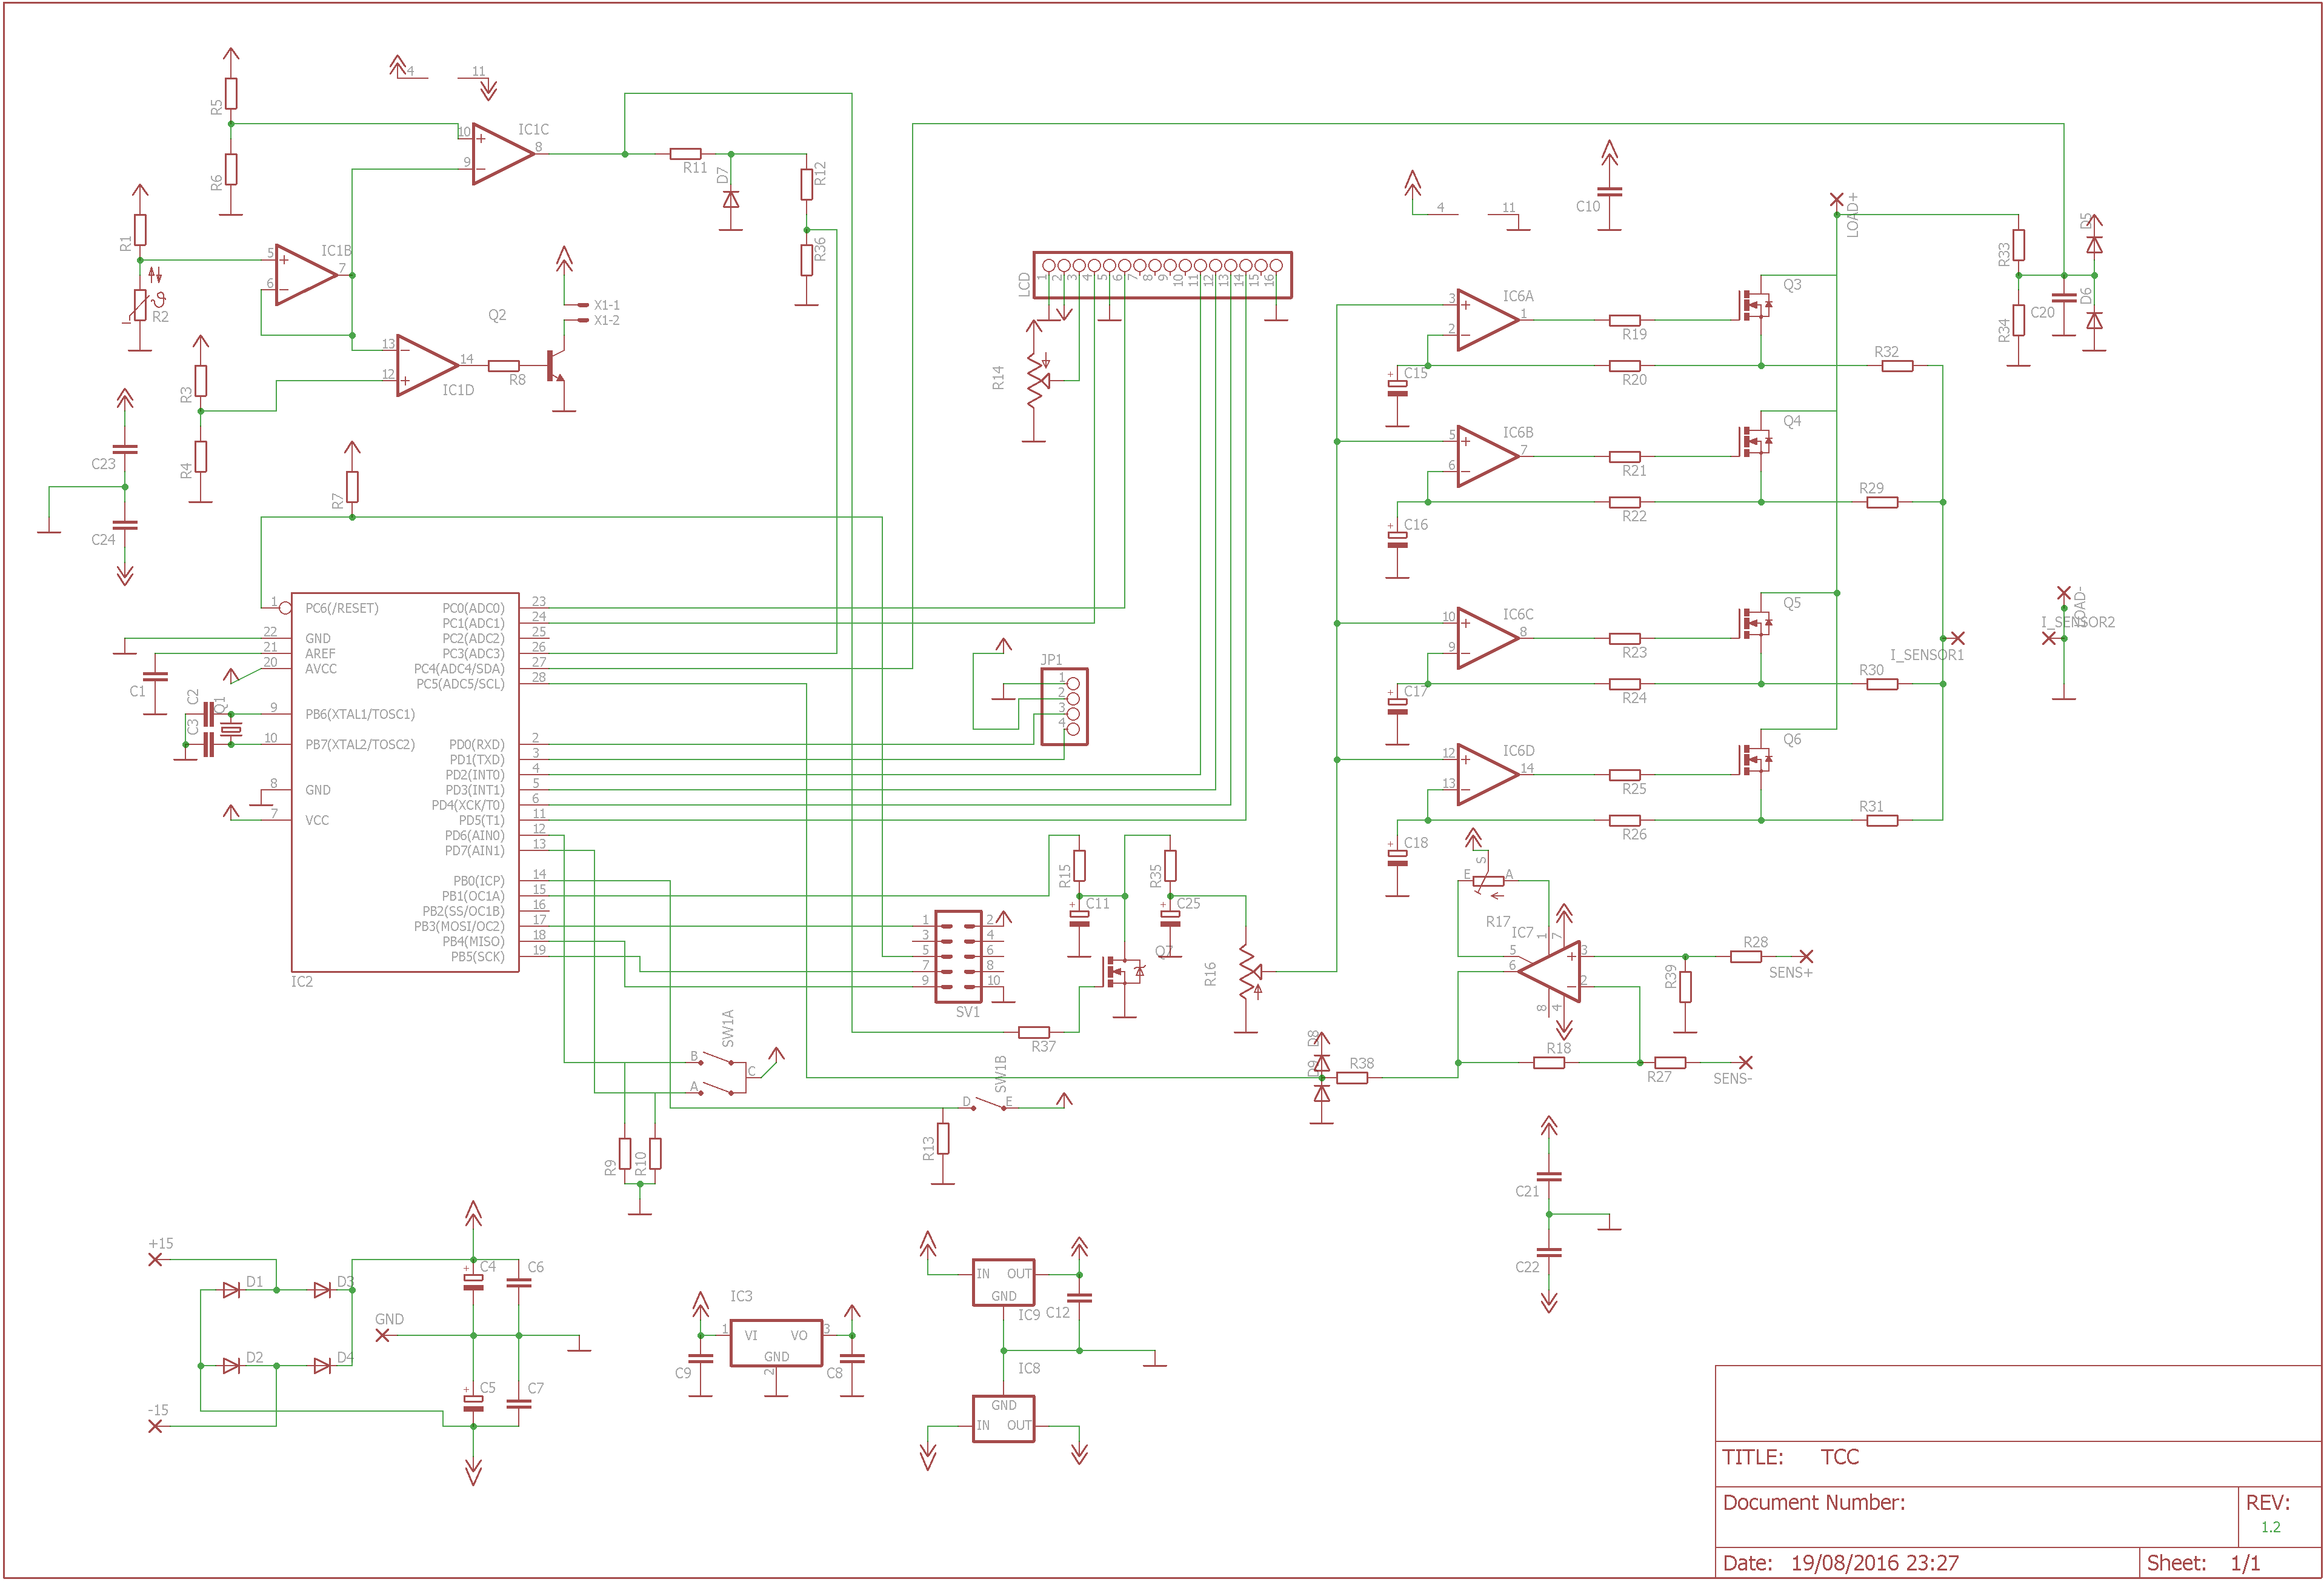 4 11
R5
R6
10
9
8
IC1C
R11
D7
R12
R36
R1
R2
5
6
7
IC1B
R3
R4
13
12
14
IC1D
R8
Q2
X1-1
X1-2
C23
C24
R7
LCD
1 2 3 4 5 6 7 8 9 10 11 12 13 14 15 16
R14
4 11
C10
LOAD+
R33
R34
C20
D5
D6
3
2
1
IC6A
R19
R20
Q3
R32
C15
5
6
7
IC6B
R21
R22
Q4
R29
C16
10
9
8
IC6C
R23
R24
Q5
R30
C17
12
13
14
IC6D
R25
R26
Q6
R31
C18
I_SENSOR1
LOAD-
I_SENSOR2
1 PC6(/RESET)
22 GND
21 AREF
20 AVCC
9 PB6(XTAL1/TOSC1)
10 PB7(XTAL2/TOSC2)
8 GND
7 VCC
PC0(ADC0) 23
PC1(ADC1) 24
PC2(ADC2) 25
PC3(ADC3) 26
PC4(ADC4/SDA) 27
PC5(ADC5/SCL) 28
PD0(RXD) 2
PD1(TXD) 3
PD2(INT0) 4
PD3(INT1) 5
PD4(XCK/T0) 6
PD5(T1) 11
PD6(AIN0) 12
PD7(AIN1) 13
PB0(ICP) 14
PB1(OC1A) 15
PB2(SS/OC1B) 16
PB3(MOSI/OC2) 17
PB4(MISO) 18
PB5(SCK) 19
IC2
C1
C2
C3
Q1
JP1
1
2
3
4
R15
C11
R35
C25
Q7
R16
R37
1 2
3 4
5 6
7 8
9 10
SV1
SW1A
B
A
C
SW1B
D E
R9
R10
R13
D8
D9
R38
E S A
R17
IC7
1 7
5
6
3
2
8 4
R18
R27
SENS-
R28
SENS+
R39
C21
C22
+15
-15
D1
D2
D3
D4
GND
C4
C5
C6
C7
IC3
1 VI VO 3
GND
2
C9
C8
IN OUT
GND
IC9
C12
IC8
GND
IN OUT
TITLE: TCC
Document Number:
REV:
1.2
Date: 19/08/2016 23:27
Sheet: 1/1